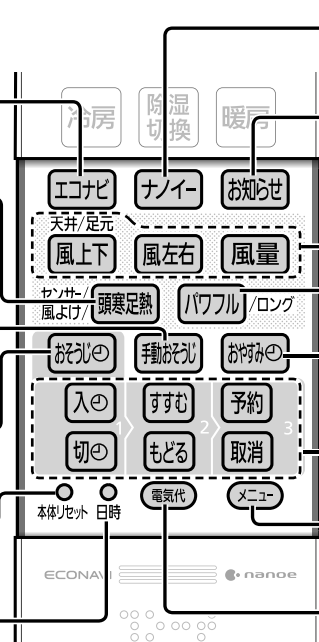 冷房 除湿切換 暖房
エコナビ ナノイー お知らせ
天井/足元
風上下 風左右 風量
センサー/風よけ/ 頭寒足熱 パワフル /ロング
おそうじ 手動おそうじ おやすみ
入 すすむ 予約
1 2 3
切 もどる 取消
本体リセット 日時 電気代 メニュー
ECONAVI nanoe